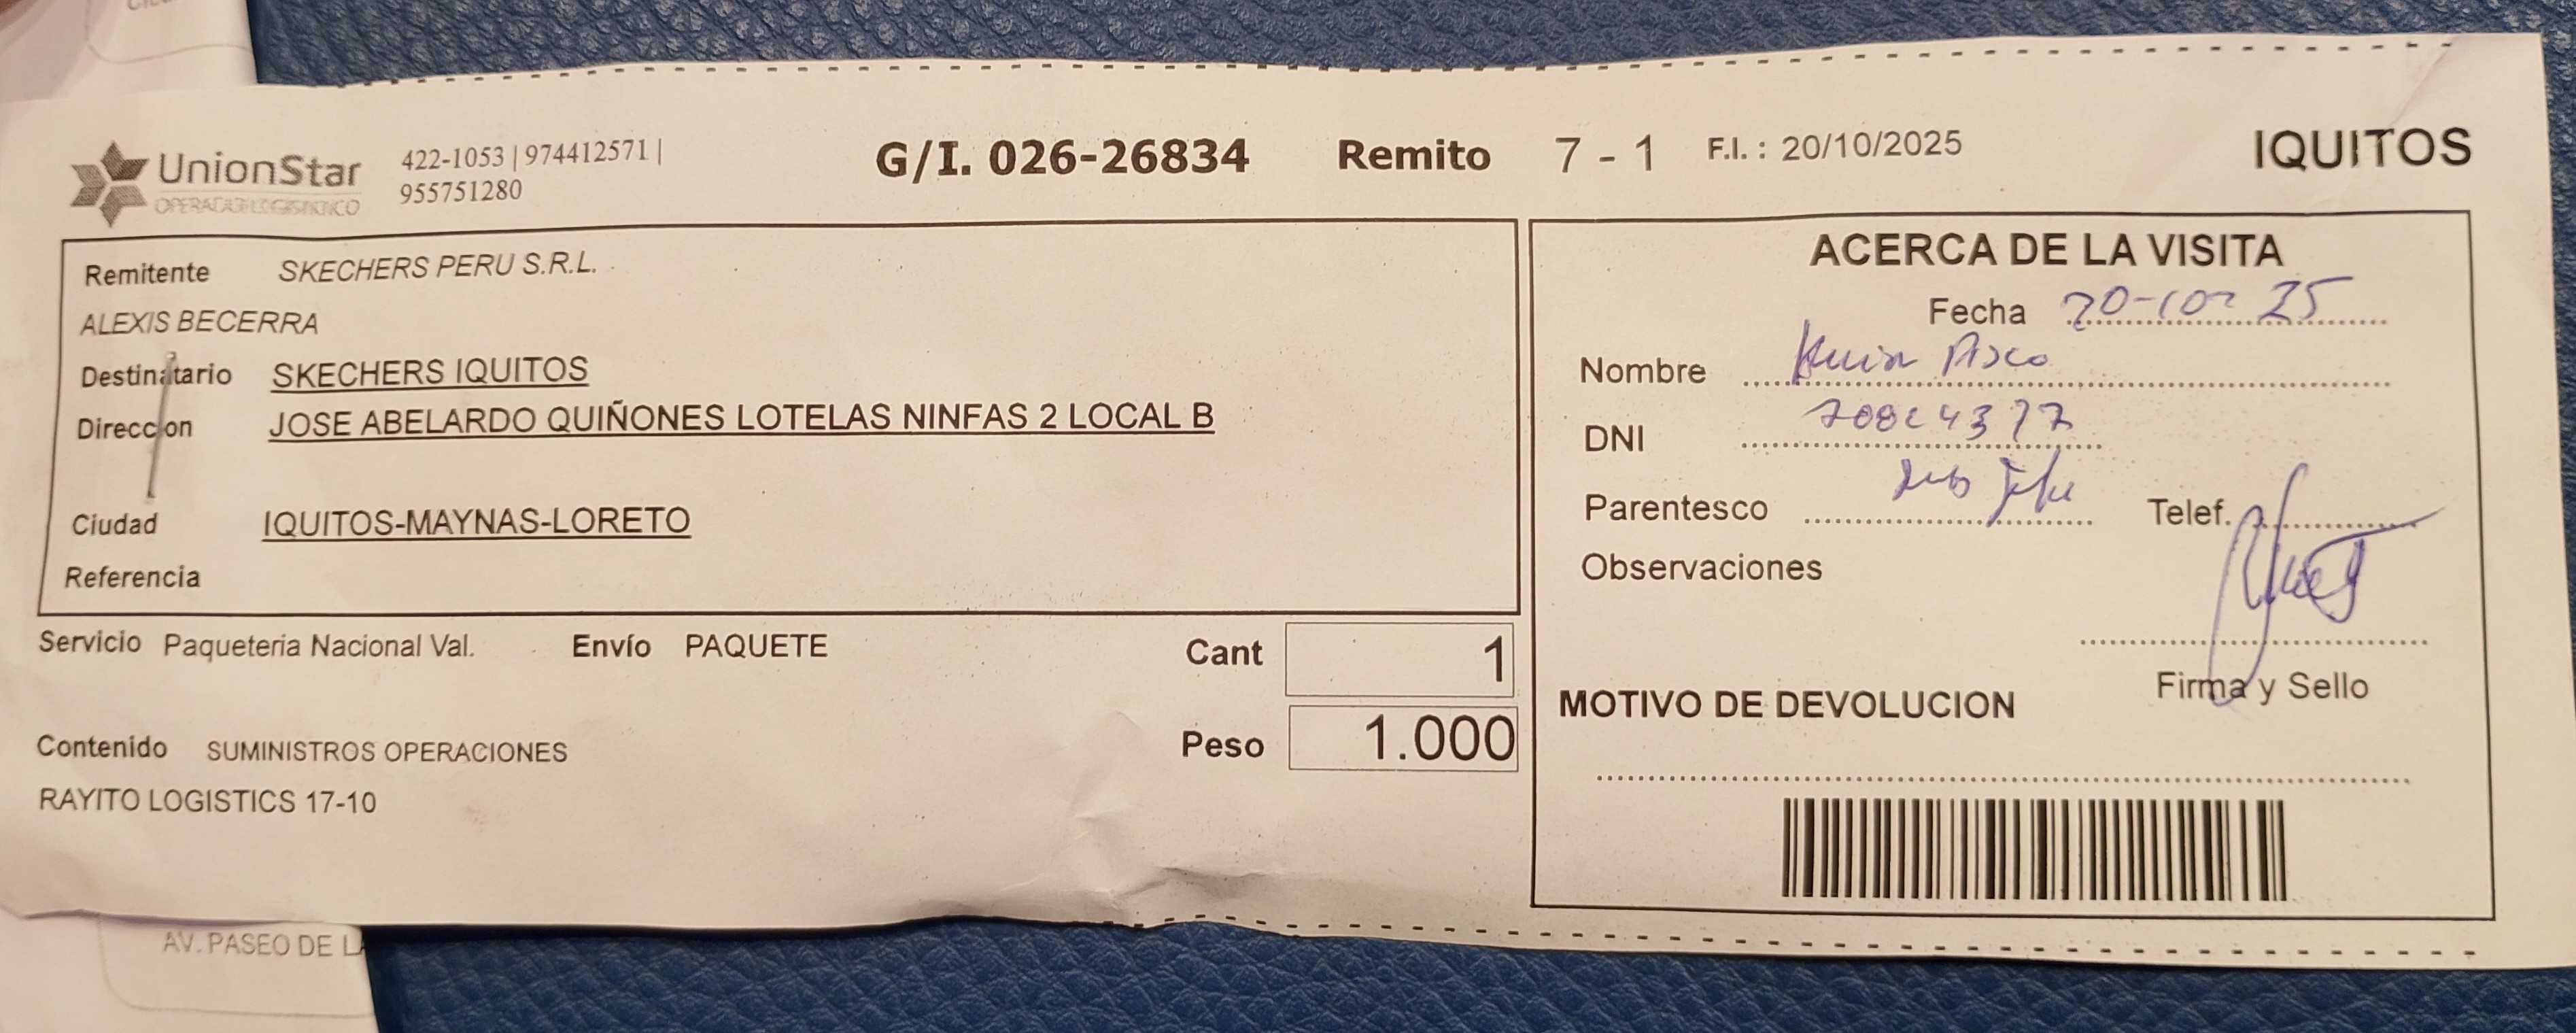 UnionStar
OPERADOR LOGISTICO
422-1053 | 974412571 |
955751280
G/I. 026-26834 Remito 7 - 1 F.I. : 20/10/2025 IQUITOS
Remitente SKECHERS PERU S.R.L.
ALEXIS BECERRA
Destinatario SKECHERS IQUITOS
Direccion JOSE ABELARDO QUIÑONES LOTELAS NINFAS 2 LOCAL B
Ciudad IQUITOS-MAYNAS-LORETO
Referencia
Servicio Paqueteria Nacional Val. Envío PAQUETE
Cant 1
Peso 1.000
Contenido SUMINISTROS OPERACIONES
RAYITO LOGISTICS 17-10
ACERCA DE LA VISITA
Fecha
Nombre
DNI
Parentesco Telef.
Observaciones
Firma y Sello
MOTIVO DE DEVOLUCION
AV. PASEO DE